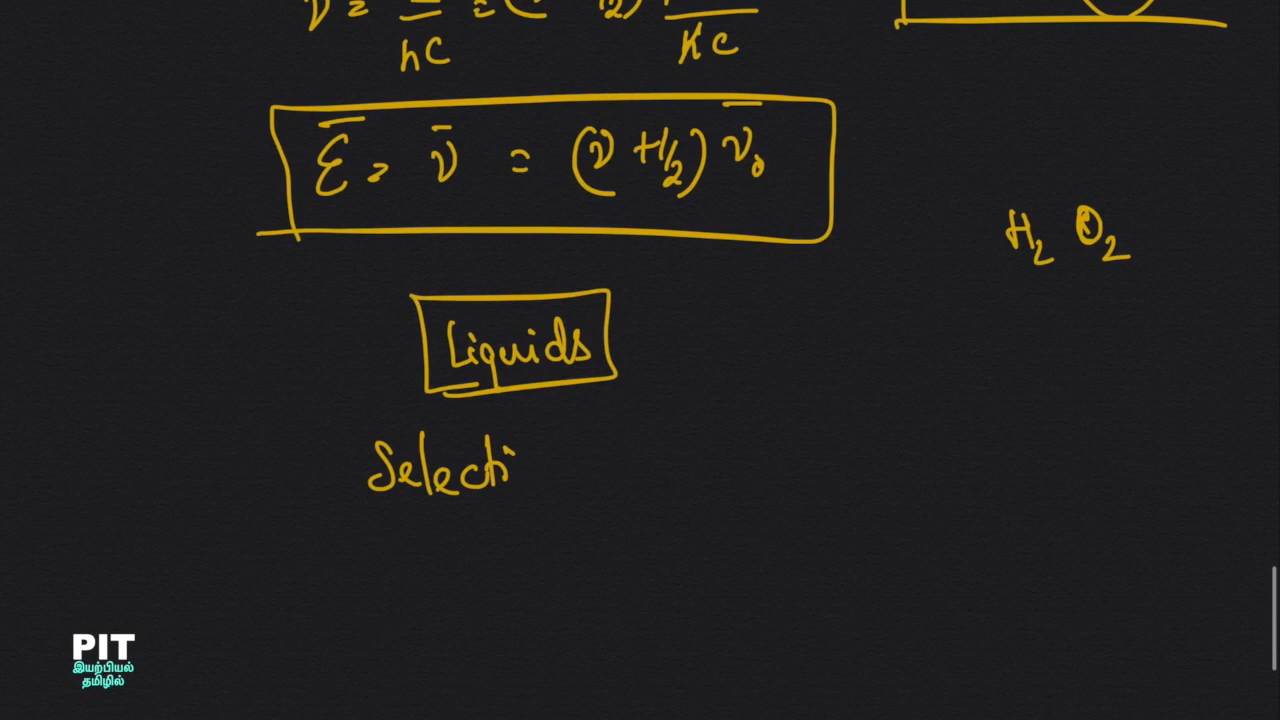 hC
KC
ε̅ = ν̅ = (ν + 1/2) ν̅₀
H₂ O₂
Liquids
Selecti
PIT
இயற்பியல்
தமிழில்